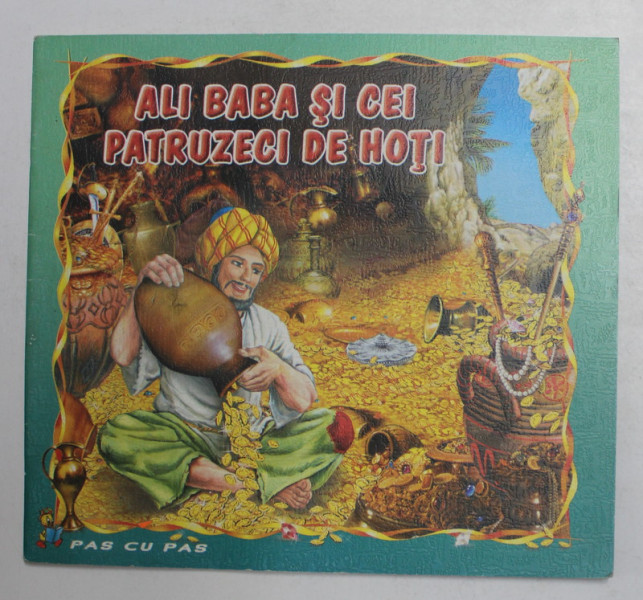 ALI BABA ŞI CEI
PATRUZECI DE HOŢI
PAS CU PAS